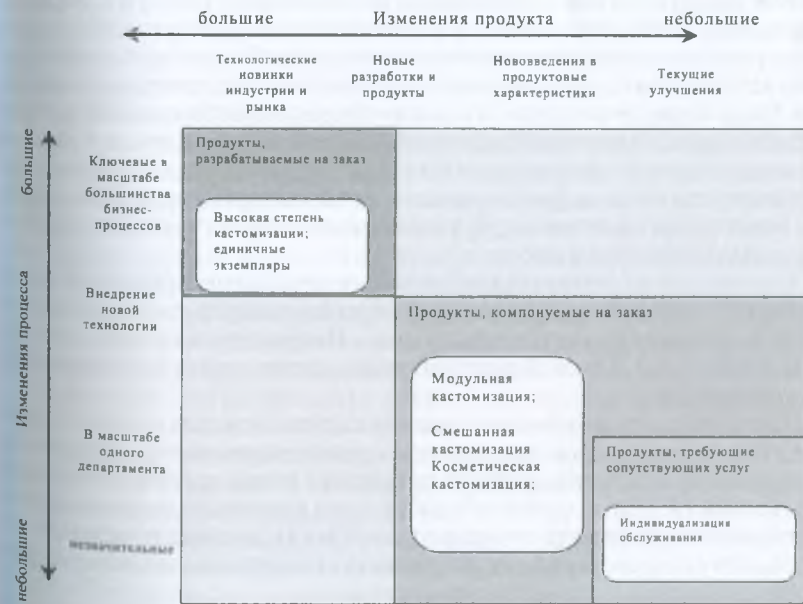 большие Изменения продукта небольшие
Технологические
новинки
индустрии и
рынка
Новые
разработки и
продукты
Нововведения в
продуктовые
характеристики
Текущие
улучшения
большие
Изменения процесса
небольшие
Ключевые в
масштабе
большинства
бизнес-
процессов
Внедрение
новой
технологии
В масштабе
одного
департамента
незначительные
Продукты,
разрабатываемые на заказ
Высокая степень
кастомизации;
единичные
экземпляры
Продукты, компонуемые на заказ
Модульная
кастомизация;
Смешанная
кастомизация
Косметическая
кастомизация;
Продукты, требующие
сопутствующих услуг
Индивидуализация
обслуживания